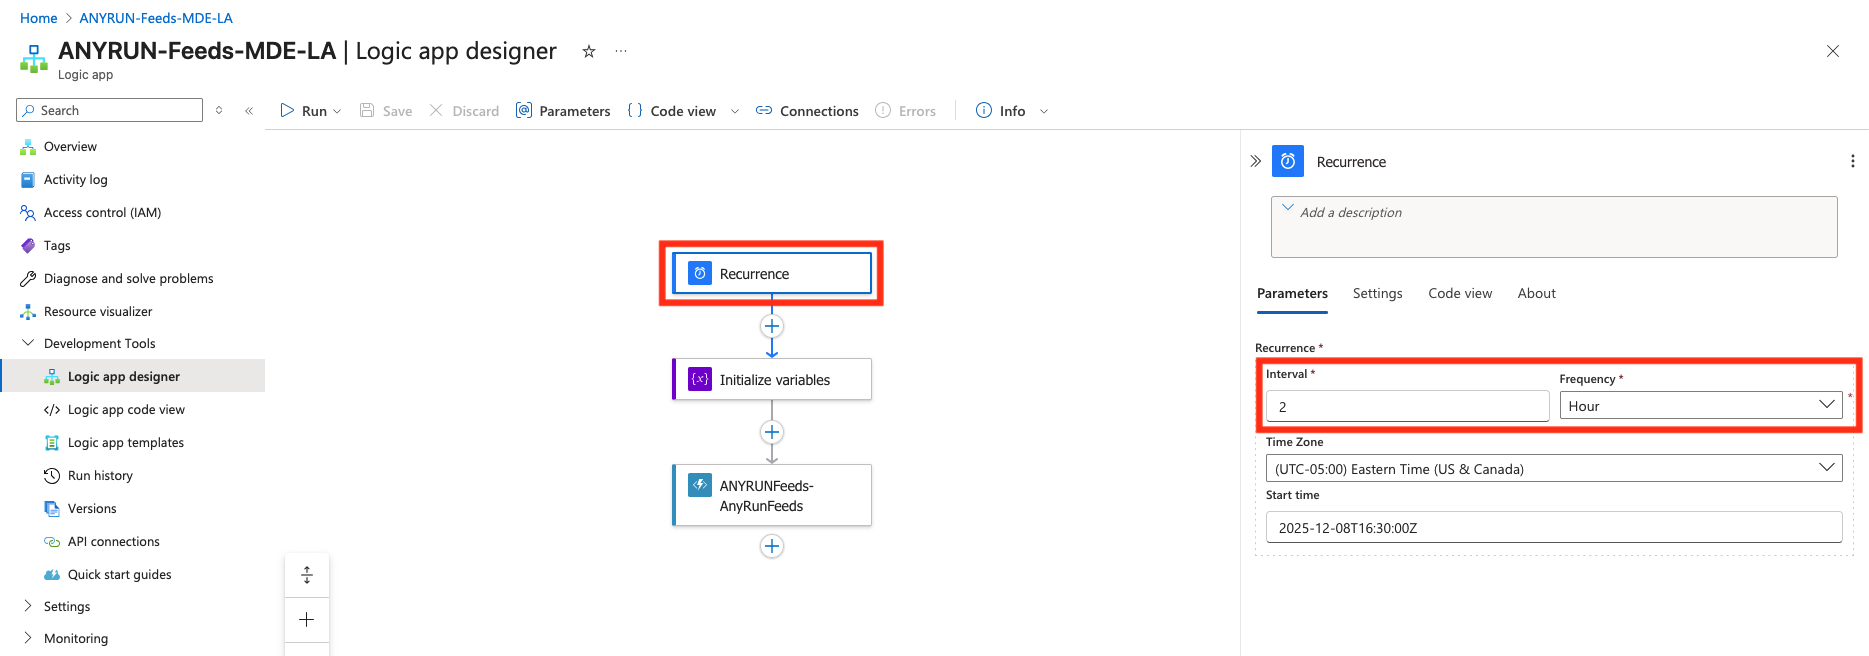 Home > ANYRUN-Feeds-MDE-LA
ANYRUN-Feeds-MDE-LA | Logic app designer
Logic app
Search
Run
Save
Discard
Parameters
Code view
Connections
Errors
Info
Overview
Activity log
Access control (IAM)
Tags
Diagnose and solve problems
Resource visualizer
Development Tools
Logic app designer
Logic app code view
Logic app templates
Run history
Versions
API connections
Quick start guides
Settings
Monitoring
Recurrence
Initialize variables
ANYRUNFeeds-
AnyRunFeeds
Recurrence
Add a description
Parameters Settings Code view About
Recurrence *
Interval *
2
Frequency *
Hour
*
Time Zone
(UTC-05:00) Eastern Time (US & Canada)
Start time
2025-12-08T16:30:00Z